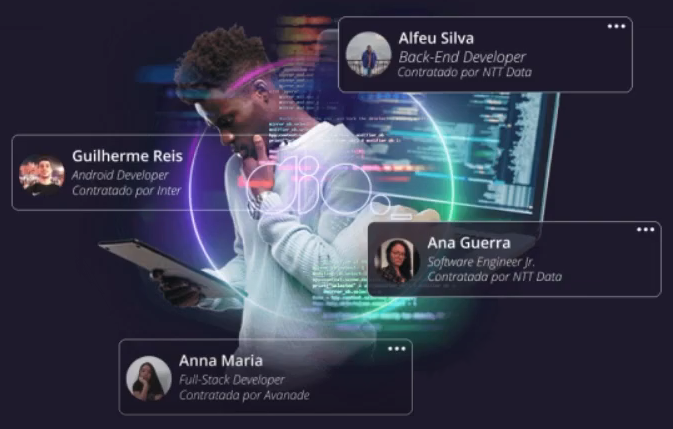 Alfeu Silva
Back-End Developer
Contratado por NTT Data
Guilherme Reis
Android Developer
Contratado por Inter
dio.
Ana Guerra
Software Engineer Jr.
Contratada por NTT Data
Anna Maria
Full-Stack Developer
Contratada por Avanade